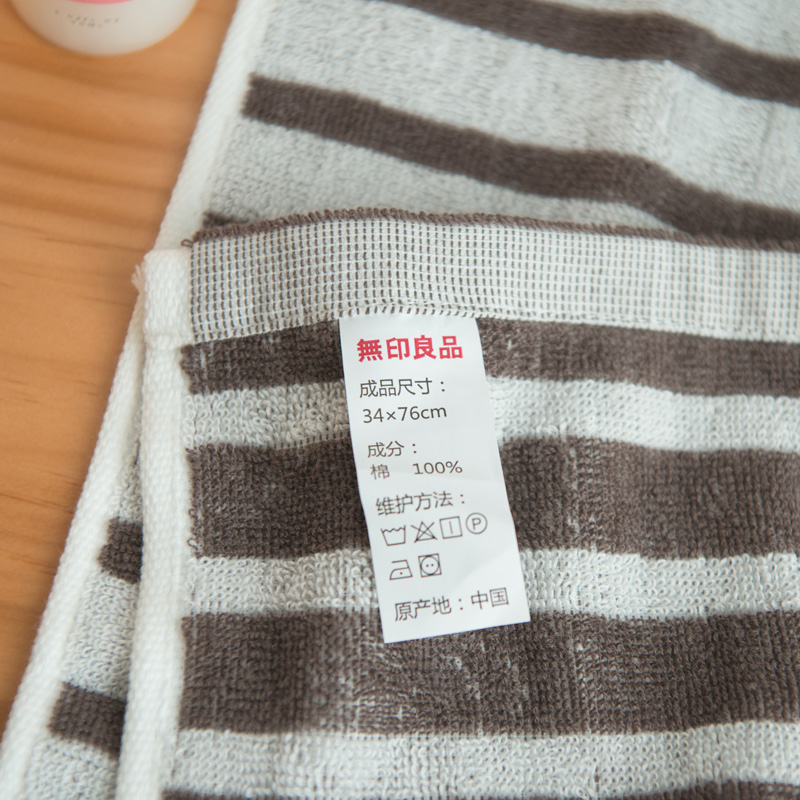 無印良品
成品尺寸：
34×76cm
成分：
棉 100%
维护方法：
P
原产地：中国